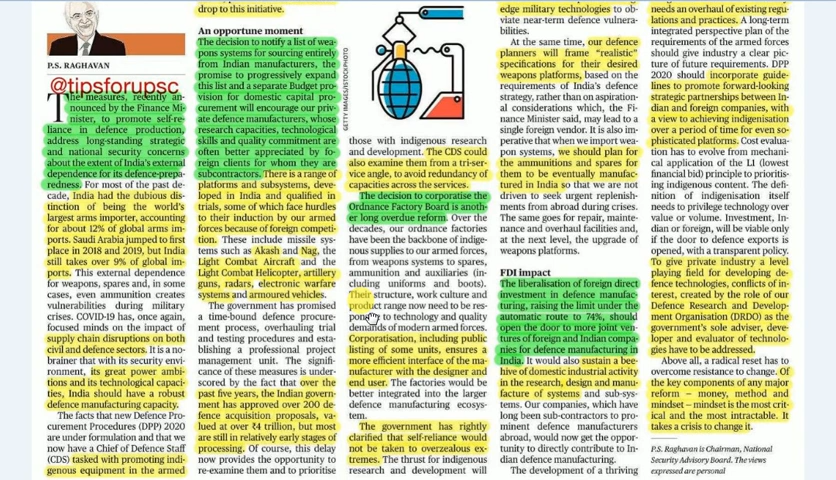 P.S. RAGHAVAN
@tipsforupsc
The measures, recently an-
nounced by the Finance Mi-
nister, to promote self-re-
liance in defence production,
address long-standing strategic
and national security concerns
about the extent of India's external
dependence for its defence-prepa-
redness. For most of the past de-
cade, India had the dubious dis-
tinction of being the world's
largest arms importer, accounting
for about 12% of global arms im-
ports. Saudi Arabia jumped to first
place in 2018 and 2019, but India
still takes over 9% of global im-
ports. This external dependence
for weapons, spares and, in some
cases, even ammunition creates
vulnerabilities during military
crises. COVID-19 has, once again,
focused minds on the impact of
supply chain disruptions on both
civil and defence sectors. It is a no-
brainer that with its security envi-
ronment, its great power ambi-
tions and its technological capaci-
ties, India should have a robust
defence manufacturing capacity.
The facts that new Defence Pro-
curement Procedures (DPP) 2020
are under formulation and that we
now have a Chief of Defence Staff
(CDS) tasked with promoting indi-
genous equipment in the armed
drop to this initiative.
An opportune moment
The decision to notify a list of wea-
pons systems for sourcing entirely
from Indian manufacturers, the
promise to progressively expand
this list and a separate Budget pro-
vision for domestic capital pro-
curement will encourage our priv-
ate defence manufacturers, whose
research capacities, technological
skills and quality commitment are
often better appreciated by fo-
reign clients for whom they are
subcontractors. There is a range of
platforms and subsystems, deve-
loped in India and qualified in
trials, some of which face hurdles
to their induction by our armed
forces because of foreign competi-
tion. These include missile sys-
tems such as Akash and Nag, the
Light Combat Aircraft and the
Light Combat Helicopter, artillery
guns, radars, electronic warfare
systems and armoured vehicles.
The government has promised
a time-bound defence procure-
ment process, overhauling trial
and testing procedures and esta-
blishing a professional project
management unit. The signifi-
cance of these measures is under-
scored by the fact that over the
past five years, the Indian govern-
ment has approved over 200 de-
fence acquisition proposals, va-
lued at over ₹4 trillion, but most
are still in relatively early stages of
processing. Of course, this delay
now provides the opportunity to
re-examine them and to prioritise
GETTY IMAGES/ISTOCKPHOTO
those with indigenous research
and development. The CDS could
also examine them from a tri-ser-
vice angle, to avoid redundancy of
capacities across the services.
The decision to corporatise the
Ordnance Factory Board is anoth-
er long overdue reform. Over the
decades, our ordnance factories
have been the backbone of indige-
nous supplies to our armed forces,
from weapons systems to spares,
ammunition and auxiliaries (in-
cluding uniforms and boots).
Their structure, work culture and
product range now need to be res-
ponsive to technology and quality
demands of modern armed forces.
Corporatisation, including public
listing of some units, ensures a
more efficient interface of the ma-
nufacturer with the designer and
end user. The factories would be
better integrated into the larger
defence manufacturing ecosys-
tem.
The government has rightly
clarified that self-reliance would
not be taken to overzealous ex-
tremes. The thrust for indigenous
research and development will
edge military technologies to ob-
viate near-term defence vulnera-
bilities.
At the same time, our defence
planners will frame "realistic"
specifications for their desired
weapons platforms, based on the
requirements of India's defence
strategy, rather than on aspiration-
al considerations which, the Fi-
nance Minister said, may lead to a
single foreign vendor. It is also im-
perative that when we import wea-
pon systems, we should plan for
the ammunitions and spares for
them to be eventually manufac-
tured in India so that we are not
driven to seek urgent replenish-
ments from abroad during crises.
The same goes for repair, mainte-
nance and overhaul facilities and,
at the next level, the upgrade of
weapons platforms.
FDI impact
The liberalisation of foreign direct
investment in defence manufac-
turing, raising the limit under the
automatic route to 74%, should
open the door to more joint ven-
tures of foreign and Indian compa-
nies for defence manufacturing in
India. It would also sustain a bee-
hive of domestic industrial activity
in the research, design and manu-
facture of systems and sub-sys-
tems. Our companies, which have
long been sub-contractors to pro-
minent defence manufacturers
abroad, would now get the oppor-
tunity to directly contribute to In-
dian defence manufacturing.
The development of a thriving
needs an overhaul of existing regu-
lations and practices. A long-term
integrated perspective plan of the
requirements of the armed forces
should give industry a clear pic-
ture of future requirements. DPP
2020 should incorporate guide-
lines to promote forward-looking
strategic partnerships between In-
dian and foreign companies, with
a view to achieving indigenisation
over a period of time for even so-
phisticated platforms. Cost evalua-
tion has to evolve from mechani-
cal application of the L1 (lowest
financial bid) principle to prioritis-
ing indigenous content. The defi-
nition of indigenisation itself
needs to privilege technology over
value or volume. Investment, In-
dian or foreign, will be viable only
if the door to defence exports is
opened, with a transparent policy.
To give private industry a level
playing field for developing de-
fence technologies, conflicts of in-
terest, created by the role of our
Defence Research and Develop-
ment Organisation (DRDO) as the
government's sole adviser, deve-
loper and evaluator of technolo-
gies have to be addressed.
Above all, a radical reset has to
overcome resistance to change. Of
the key components of any major
reform – money, method and
mindset – mindset is the most crit-
ical and the most intractable. It
takes a crisis to change it.
P.S. Raghavan is Chairman, National
Security Advisory Board. The views
expressed are personal